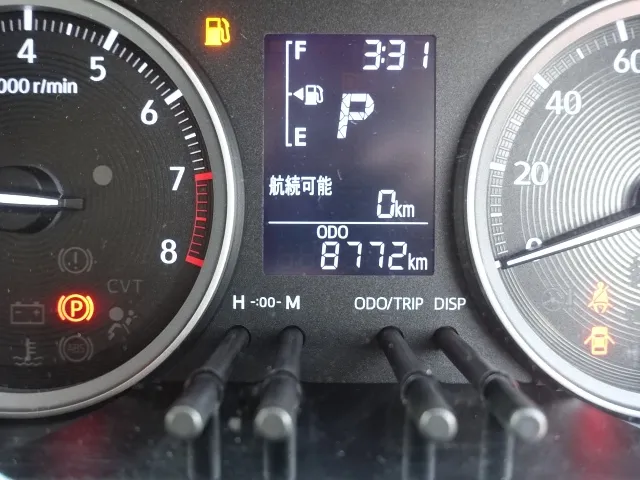 4
5
6
7
8
000 r/min
F
3:31
P
E
航続可能
0km
ODO
8772km
CVT
P
H -:00- M
ODO/TRIP DISP
0
20
40
60